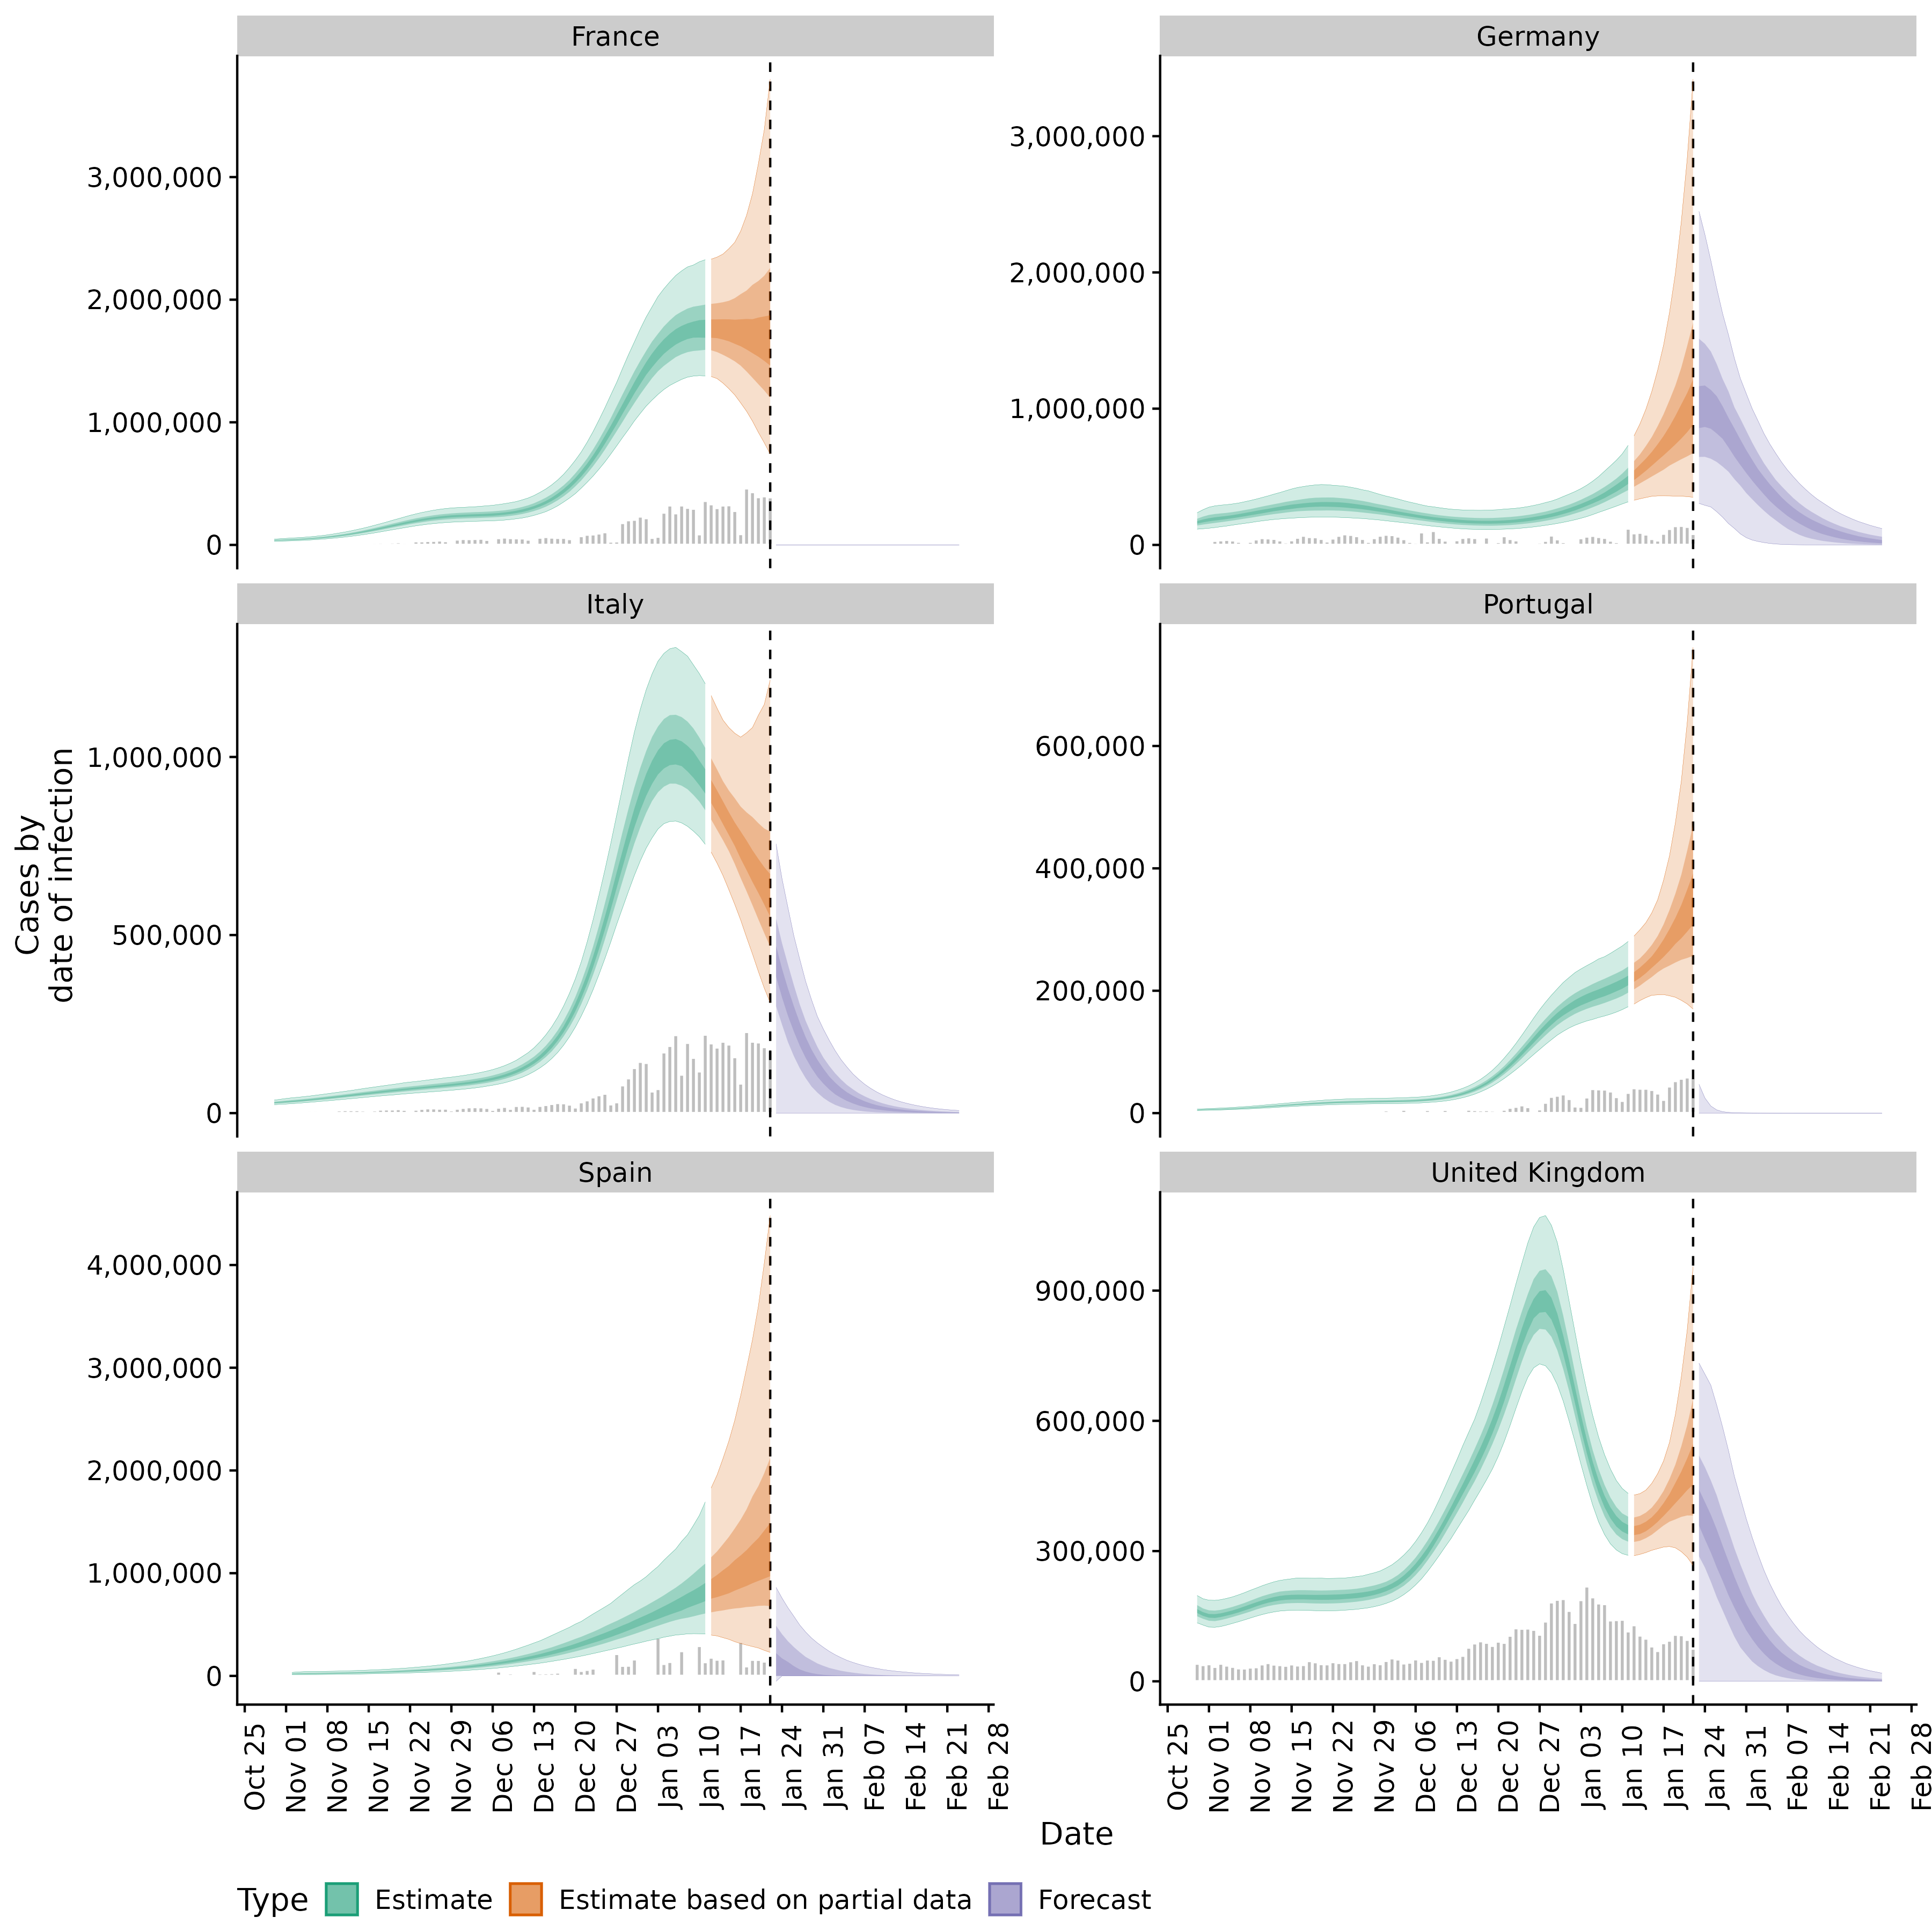 France
Germany
3,000,000
2,000,000
1,000,000
0
3,000,000
2,000,000
1,000,000
0
Italy
Portugal
1,000,000
500,000
0
600,000
400,000
200,000
0
Cases by
date of infection
Spain
United Kingdom
4,000,000
3,000,000
2,000,000
1,000,000
0
900,000
600,000
300,000
0
Oct 25
Nov 01
Nov 08
Nov 15
Nov 22
Nov 29
Dec 06
Dec 13
Dec 20
Dec 27
Jan 03
Jan 10
Jan 17
Jan 24
Jan 31
Feb 07
Feb 14
Feb 21
Feb 28
Oct 25
Nov 01
Nov 08
Nov 15
Nov 22
Nov 29
Dec 06
Dec 13
Dec 20
Dec 27
Jan 03
Jan 10
Jan 17
Jan 24
Jan 31
Feb 07
Feb 14
Feb 21
Feb 28
Date
Type Estimate Estimate based on partial data Forecast